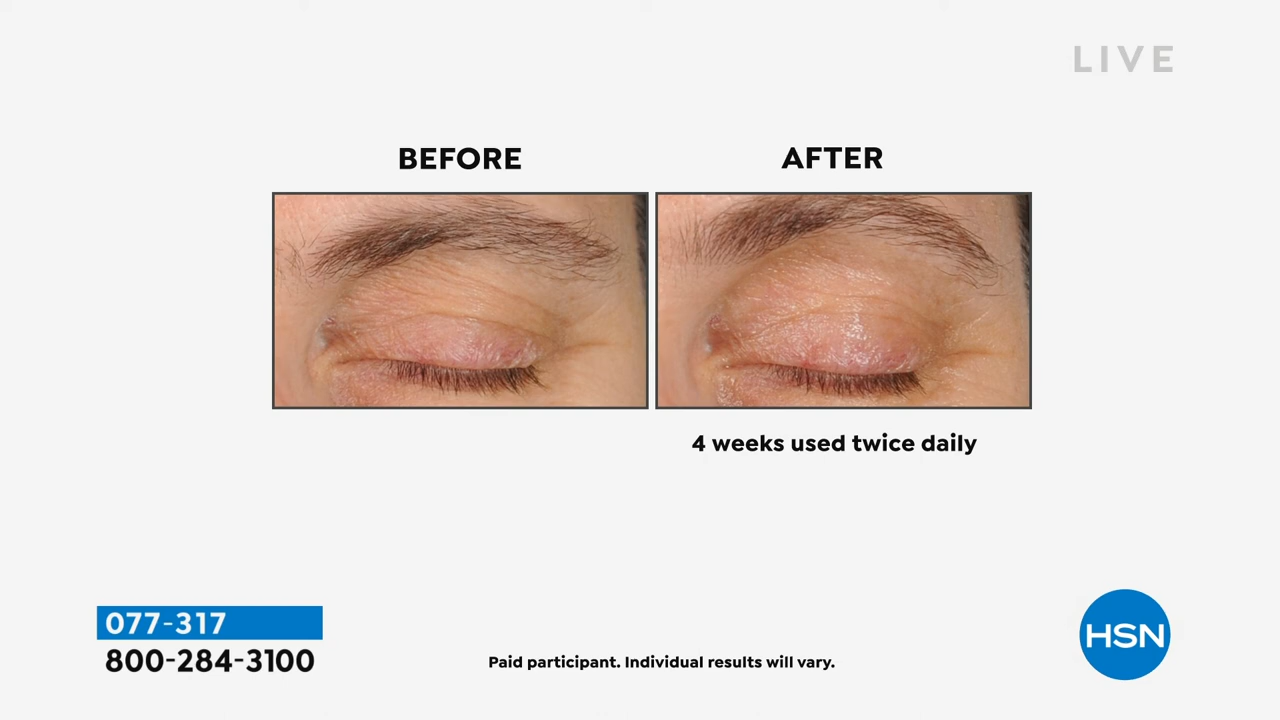 LIVE
BEFORE
AFTER
4 weeks used twice daily
077-317
800-284-3100
Paid participant. Individual results will vary.
HSN